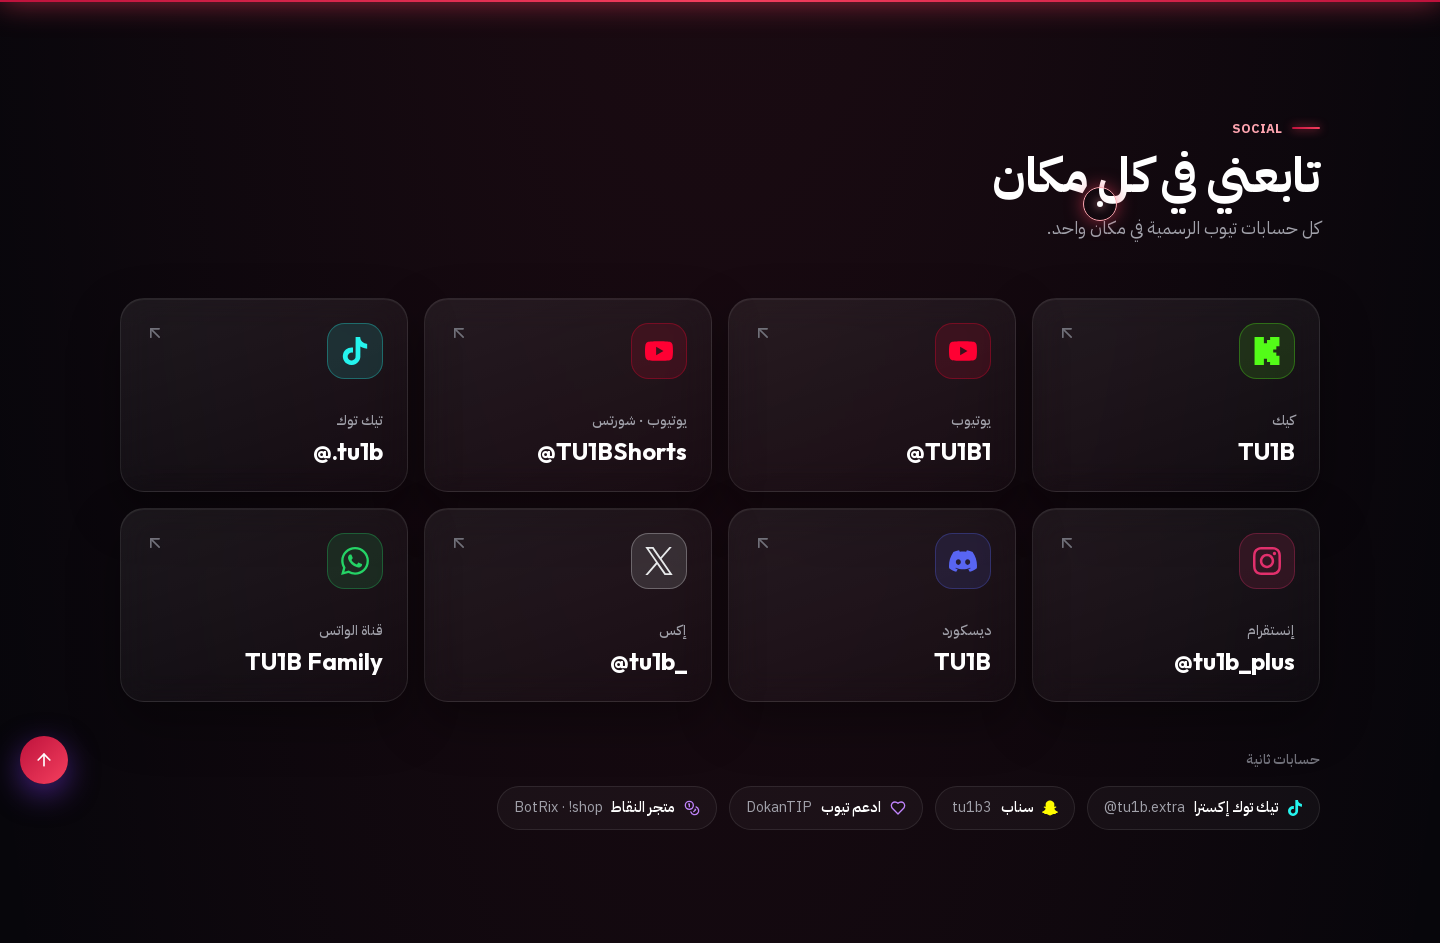 SOCIAL
تابعني في كل مكان
كل حسابات تيوب الرسمية في مكان واحد.
كيك
TU1B
يوتيوب
@TU1B1
يوتيوب · شورتس
@TU1BShorts
تيك توك
@.tu1b
إنستقرام
@tu1b_plus
ديسكورد
TU1B
إكس
@tu1b_
قناة الواتس
TU1B Family
حسابات ثانية
تيك توك إكسترا @tu1b.extra
سناب tu1b3
ادعم تيوب DokanTIP
متجر النقاط BotRix · !shop